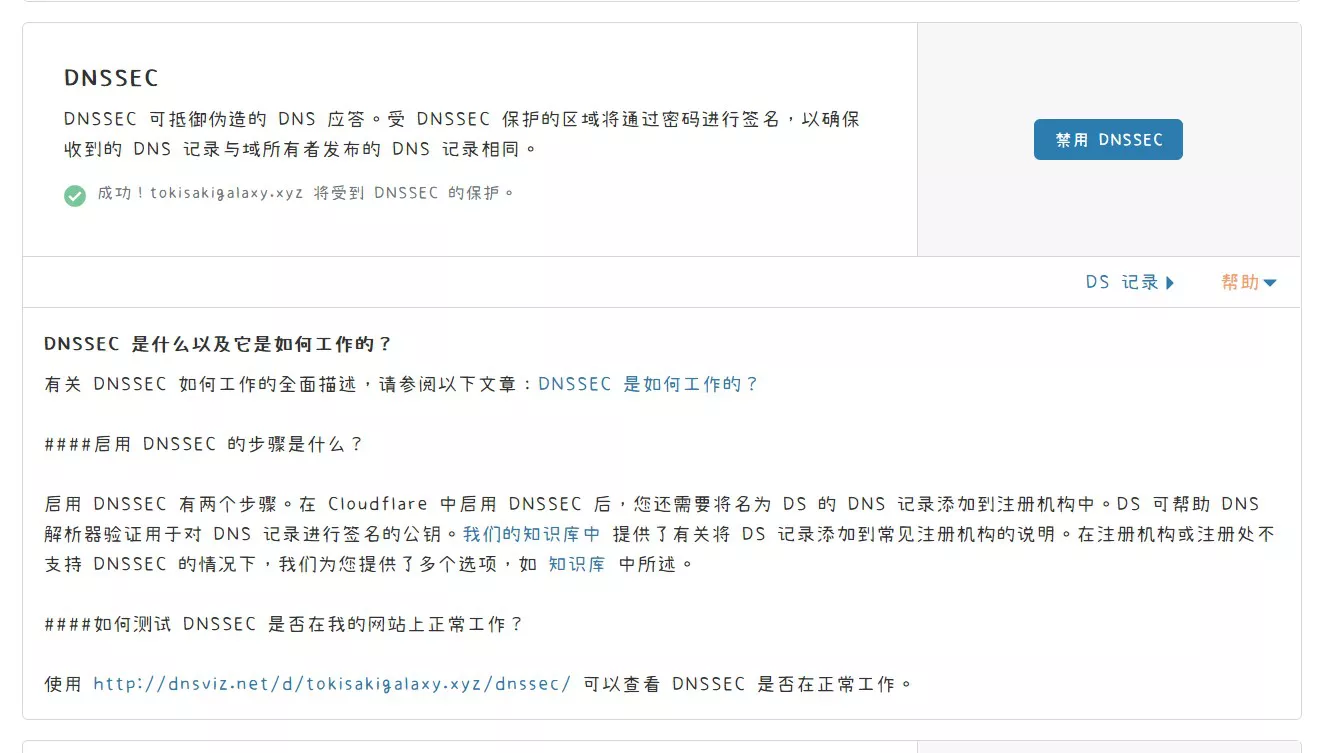 DNSSEC
DNSSEC 可抵御伪造的 DNS 应答。受 DNSSEC 保护的区域将通过密码进行签名，以确保
收到的 DNS 记录与域所有者发布的 DNS 记录相同。
成功！tokisakigalaxy.xyz 将受到 DNSSEC 的保护。
禁用 DNSSEC
DS 记录
帮助
DNSSEC 是什么以及它是如何工作的？
有关 DNSSEC 如何工作的全面描述，请参阅以下文章：DNSSEC 是如何工作的？
####启用 DNSSEC 的步骤是什么？
启用 DNSSEC 有两个步骤。在 Cloudflare 中启用 DNSSEC 后，您还需要将名为 DS 的 DNS 记录添加到注册机构中。DS 可帮助 DNS
解析器验证用于对 DNS 记录进行签名的公钥。我们的知识库中 提供了有关将 DS 记录添加到常见注册机构的说明。在注册机构或注册处不
支持 DNSSEC 的情况下，我们为您提供了多个选项，如 知识库 中所述。
####如何测试 DNSSEC 是否在我的网站上正常工作？
使用 http://dnsviz.net/d/tokisakigalaxy.xyz/dnssec/ 可以查看 DNSSEC 是否在正常工作。